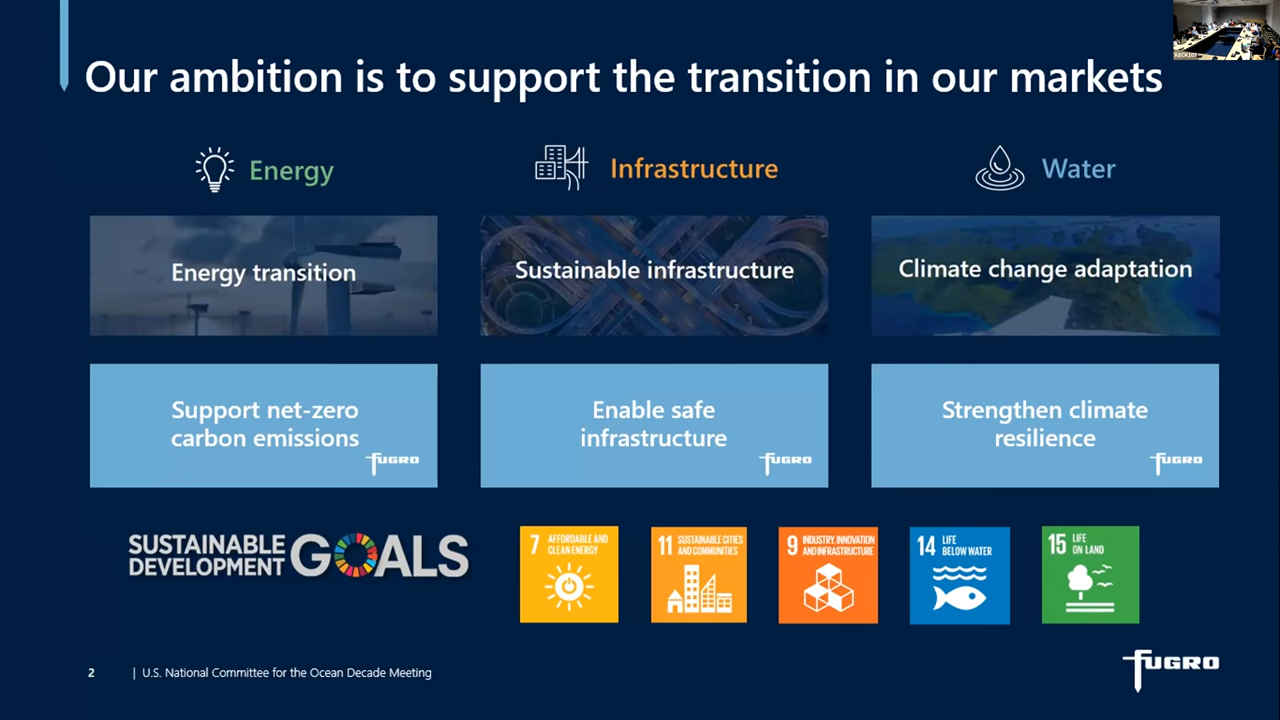 Our ambition is to support the transition in our markets
Energy
Infrastructure
Water
Energy transition
Sustainable infrastructure
Climate change adaptation
Support net-zero
carbon emissions
FUGRO
Enable safe
infrastructure
FUGRO
Strengthen climate
resilience
FUGRO
SUSTAINABLE
DEVELOPMENT
GOALS
7 AFFORDABLE AND
CLEAN ENERGY
11 SUSTAINABLE CITIES
AND COMMUNITIES
9 INDUSTRY, INNOVATION
AND INFRASTRUCTURE
14 LIFE
BELOW WATER
15 LIFE
ON LAND
2 | U.S. National Committee for the Ocean Decade Meeting
FUGRO